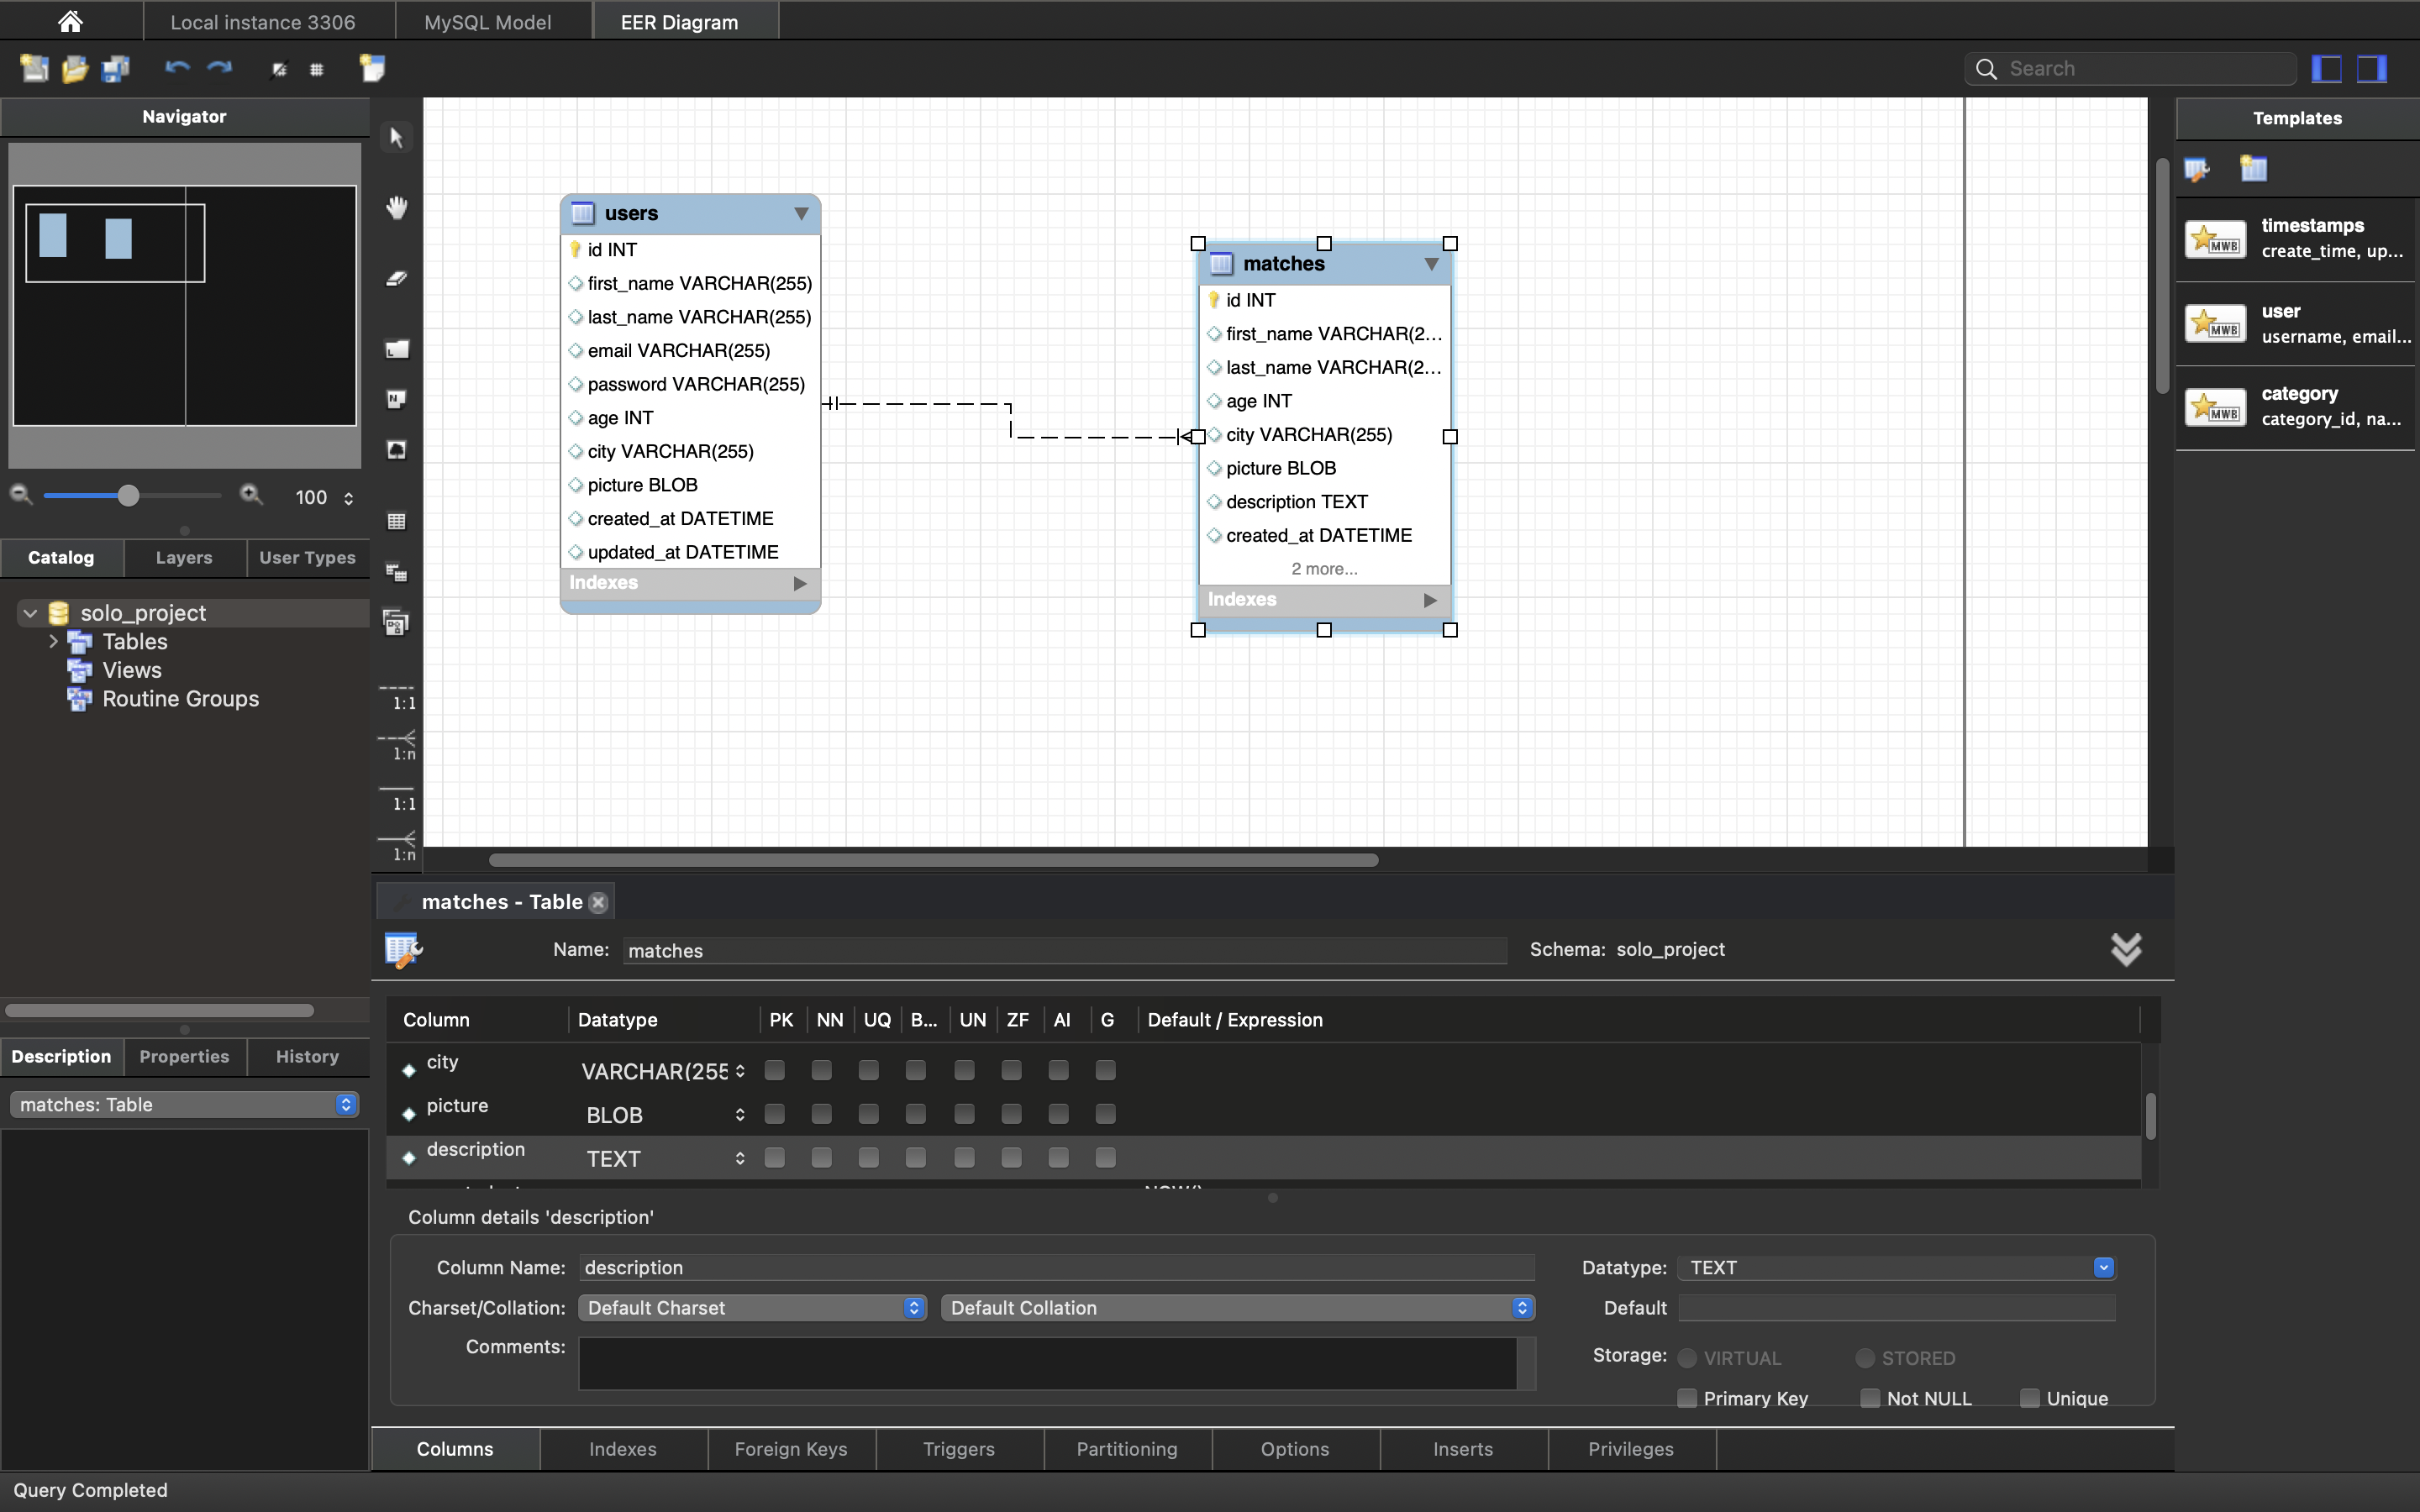 Local instance 3306
MySQL Model
EER Diagram
Search
Navigator
Templates
timestamps
create_time, up...
user
username, email...
category
category_id, na...
100
Catalog
Layers
User Types
solo_project
Tables
Views
Routine Groups
1:1
1:n
1:1
1:n
users
id INT
first_name VARCHAR(255)
last_name VARCHAR(255)
email VARCHAR(255)
password VARCHAR(255)
age INT
city VARCHAR(255)
picture BLOB
created_at DATETIME
updated_at DATETIME
Indexes
matches
id INT
first_name VARCHAR(2...
last_name VARCHAR(2...
age INT
city VARCHAR(255)
picture BLOB
description TEXT
created_at DATETIME
2 more...
Indexes
Description
Properties
History
matches: Table
matches - Table
Name: matches
Schema: solo_project
Column Datatype PK NN UQ B... UN ZF AI G Default / Expression
city VARCHAR(255
picture BLOB
description TEXT
Column details 'description'
Column Name: description
Datatype: TEXT
Charset/Collation: Default Charset Default Collation
Default
Comments:
Storage: VIRTUAL STORED
Primary Key Not NULL Unique
Columns
Indexes
Foreign Keys
Triggers
Partitioning
Options
Inserts
Privileges
Query Completed